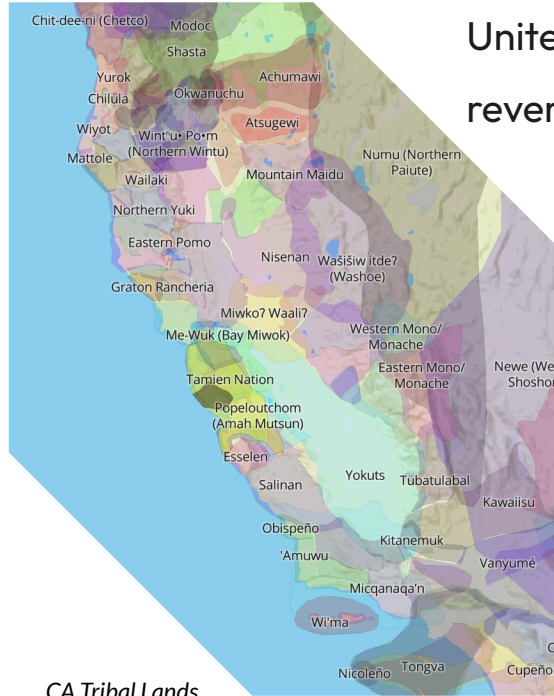 Unite
rever
Chit-dee-ni (Chetco)
Modoc
Shasta
Yurok
Achumawi
Chilula
Okwanuchu
Atsugewi
Wiyot
Wint'u• Po•m
(Northern Wintu)
Mattole
Numu (Northern
Paiute)
Wailaki
Mountain Maidu
Northern Yuki
Eastern Pomo
Nisenan
Wašišiw ítdeʔ
(Washoe)
Graton Rancheria
Miwkoʔ Waaliʔ
Me-Wuk (Bay Miwok)
Western Mono/
Monache
Eastern Mono/
Monache
Newe (We
Shosho
Tamien Nation
Popeloutchom
(Amah Mutsun)
Esselen
Yokuts
Tübatulabal
Salinan
Kawaiisu
Obispeño
Kitanemuk
'Amuwu
Vanyumé
Micqanaqa'n
Wi'ma
C
Nicoleño
Tongva
Cupeño
CA Tribal Lands